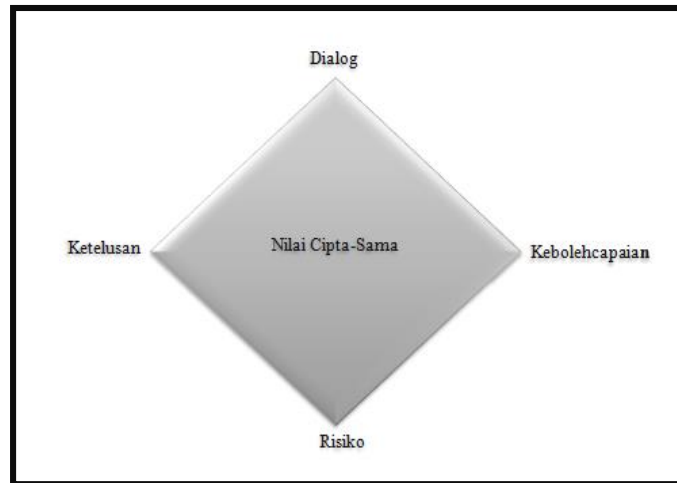 Dialog
Ketelusan
Nilai Cipta-Sama
Kebolehcapaian
Risiko